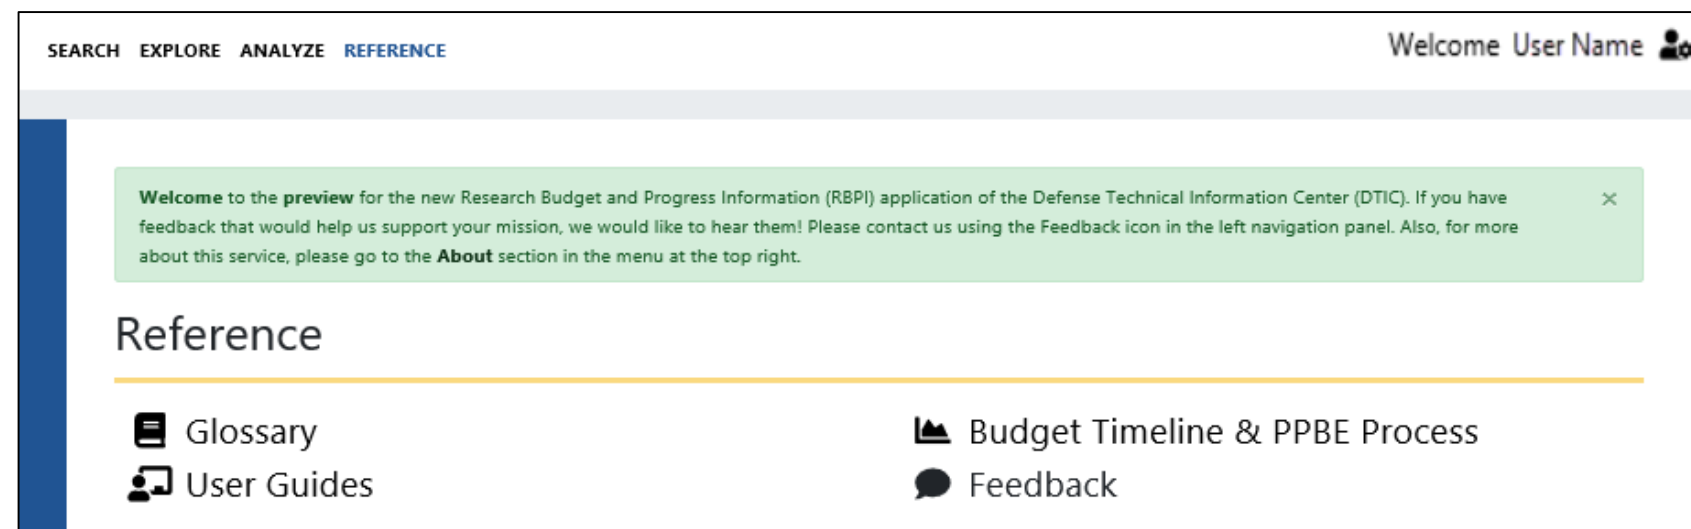 SEARCH EXPLORE ANALYZE REFERENCE
Welcome User Name
Welcome to the preview for the new Research Budget and Progress Information (RBPI) application of the Defense Technical Information Center (DTIC). If you have
feedback that would help us support your mission, we would like to hear them! Please contact us using the Feedback icon in the left navigation panel. Also, for more
about this service, please go to the About section in the menu at the top right.
Reference
Glossary
Budget Timeline & PPBE Process
User Guides
Feedback